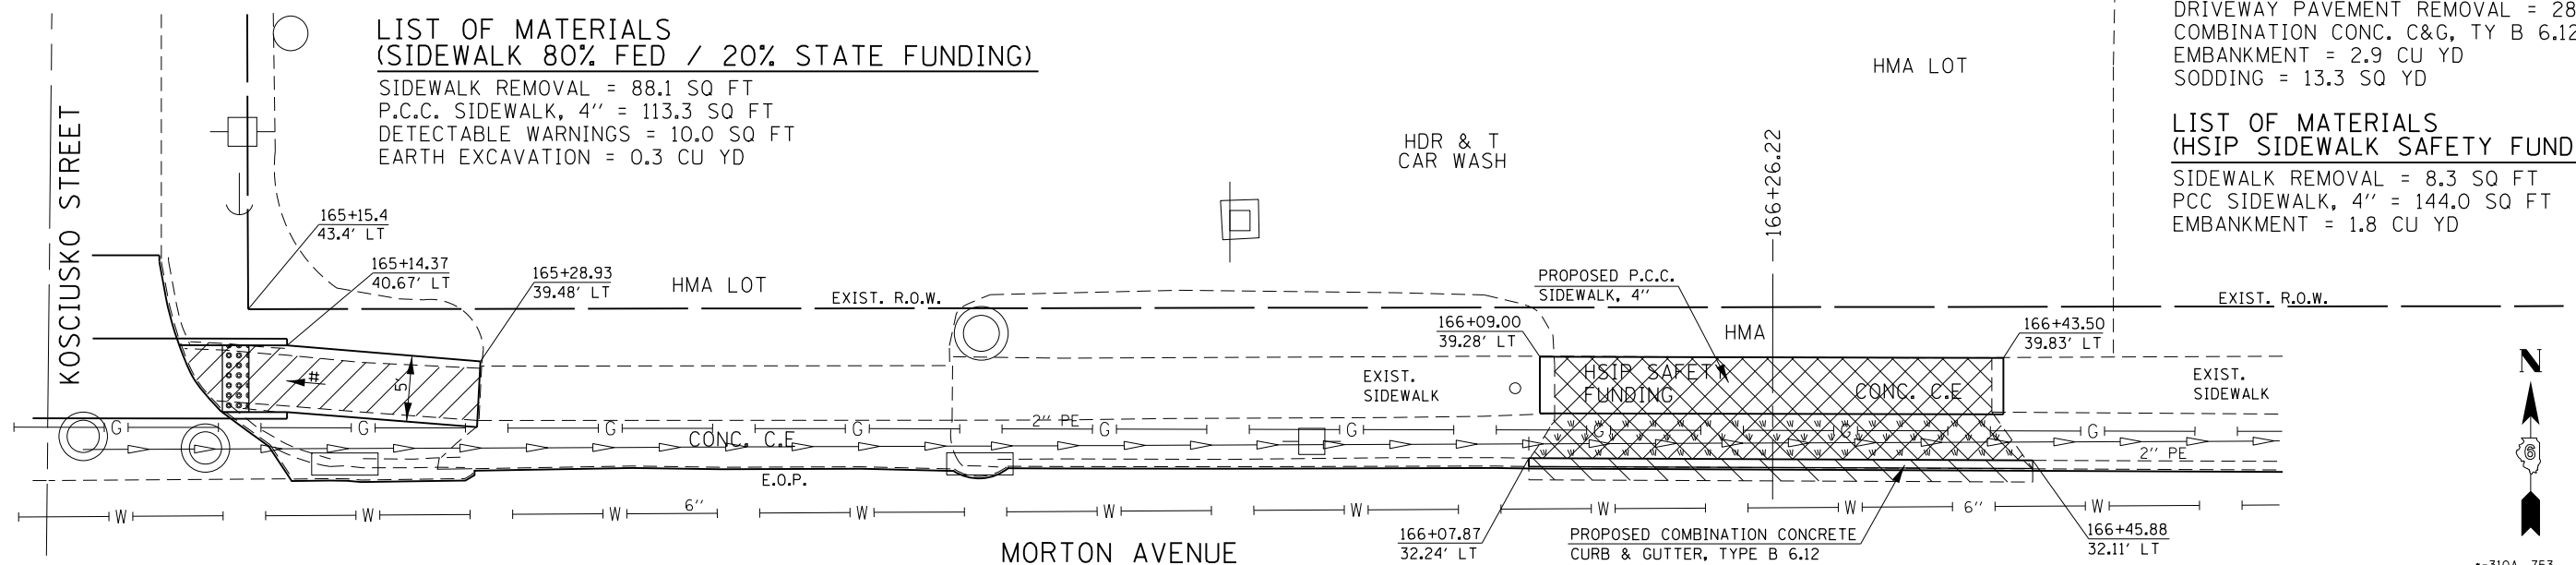 LIST OF MATERIALS
(SIDEWALK 80% FED / 20% STATE FUNDING)
SIDEWALK REMOVAL = 88.1 SQ FT
P.C.C. SIDEWALK, 4'' = 113.3 SQ FT
DETECTABLE WARNINGS = 10.0 SQ FT
EARTH EXCAVATION = 0.3 CU YD
DRIVEWAY PAVEMENT REMOVAL = 28
COMBINATION CONC. C&G, TY B 6.12
EMBANKMENT = 2.9 CU YD
SODDING = 13.3 SQ YD
LIST OF MATERIALS
(HSIP SIDEWALK SAFETY FUND
SIDEWALK REMOVAL = 8.3 SQ FT
PCC SIDEWALK, 4'' = 144.0 SQ FT
EMBANKMENT = 1.8 CU YD
KOSCIUSKO STREET
HMA LOT
HDR & T
CAR WASH
166+26.22
165+15.4
43.4' LT
165+14.37
40.67' LT
165+28.93
39.48' LT
HMA LOT
EXIST. R.O.W.
PROPOSED P.C.C.
SIDEWALK, 4''
EXIST. R.O.W.
166+09.00
39.28' LT
HMA
166+43.50
39.83' LT
N
#
5'
EXIST.
SIDEWALK
HSIP SAFETY
FUNDING
CONC. C.E
EXIST.
SIDEWALK
G
G
G
G
2'' PE
G
G
G
G
G
CONC. C.E
2'' PE
6
E.O.P.
W
W
W
6''
W
W
W
W
W
6''
W
166+07.87
32.24' LT
PROPOSED COMBINATION CONCRETE
CURB & GUTTER, TYPE B 6.12
166+45.88
32.11' LT
MORTON AVENUE